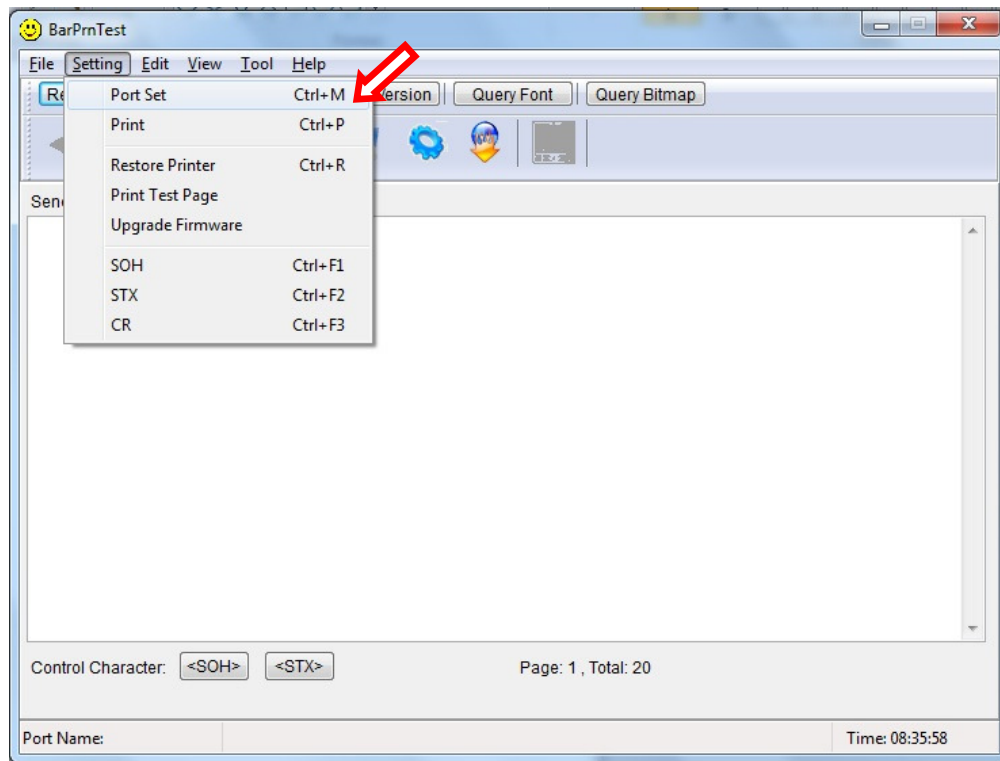 BarPrnTest
File Setting Edit View Tool Help
Port Set Ctrl+M
Query Font Query Bitmap
Print Ctrl+P
Restore Printer Ctrl+R
Print Test Page
Upgrade Firmware
SOH Ctrl+F1
STX Ctrl+F2
CR Ctrl+F3
Control Character: <SOH> <STX> Page: 1 , Total: 20
Port Name: Time: 08:35:58